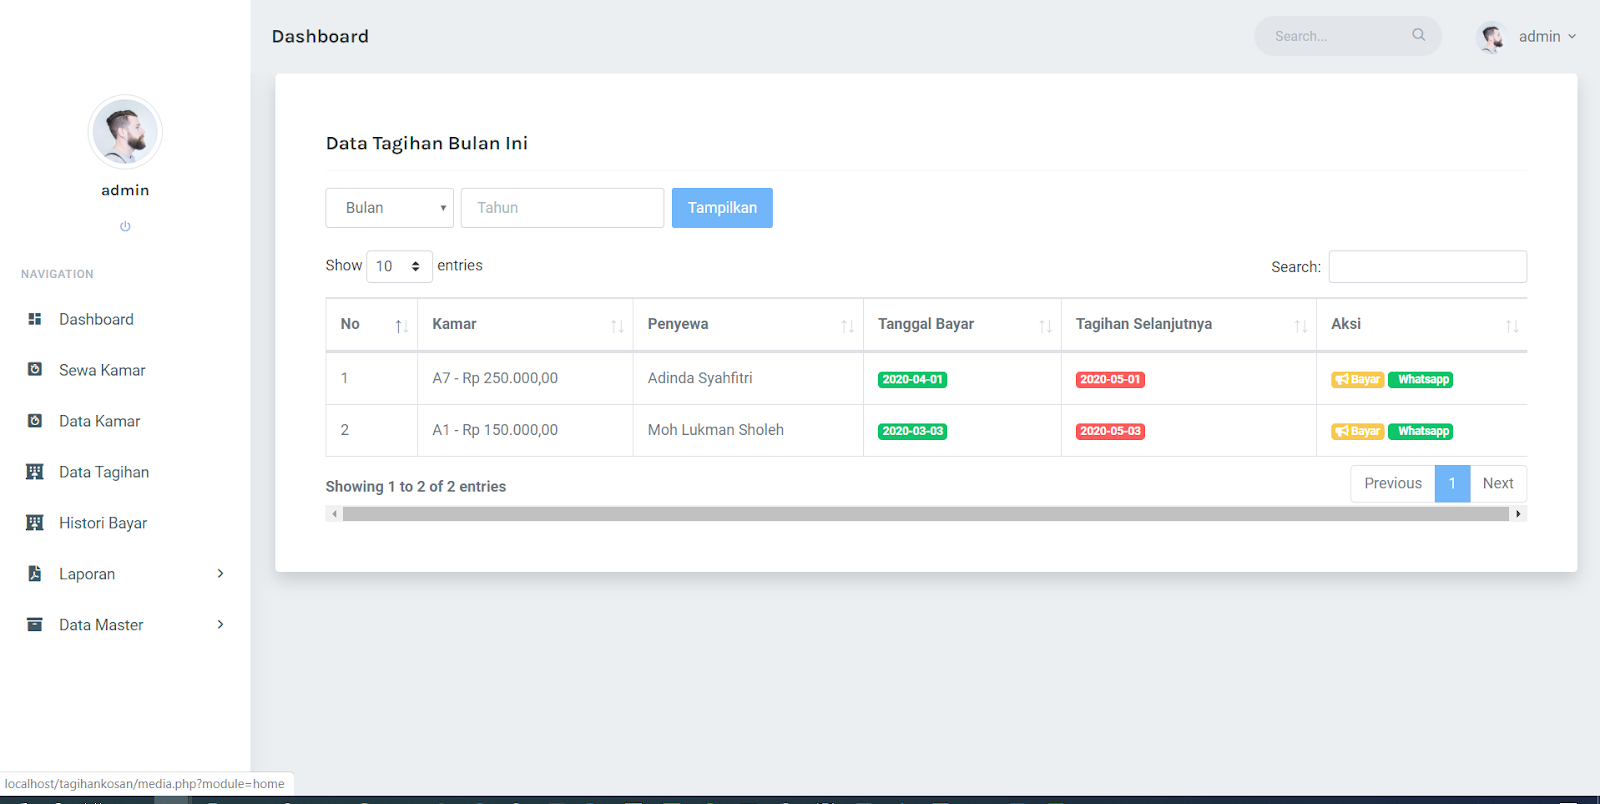 Dashboard
Search...
admin
admin
NAVIGATION
Dashboard
Sewa Kamar
Data Kamar
Data Tagihan
Histori Bayar
Laporan
Data Master
Data Tagihan Bulan Ini
Bulan Tahun Tampilkan
Show 10 entries Search:
No Kamar Penyewa Tanggal Bayar Tagihan Selanjutnya Aksi
1 A7 - Rp 250.000,00 Adinda Syahfitri 2020-04-01 2020-05-01 Bayar Whatsapp
2 A1 - Rp 150.000,00 Moh Lukman Sholeh 2020-03-03 2020-05-03 Bayar Whatsapp
Showing 1 to 2 of 2 entries Previous 1 Next
localhost/tagihankosan/media.php?module=home